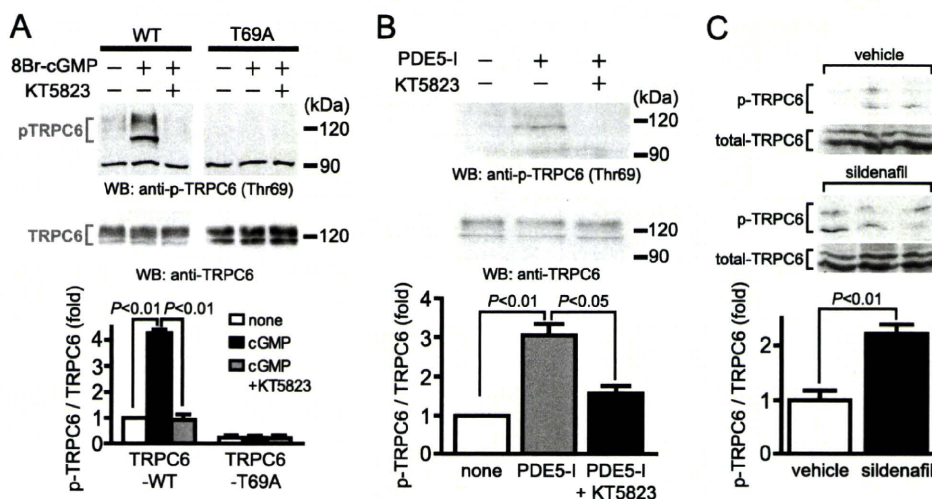 A
WT T69A
8Br-cGMP − + + − + +
KT5823 − − + − − +
(kDa)
pTRPC6
120
90
WB: anti-p-TRPC6 (Thr69)
TRPC6
120
WB: anti-TRPC6
p-TRPC6 / TRPC6 (fold)
P<0.01 P<0.01
4
3
2
1
0
none
cGMP
cGMP
+KT5823
TRPC6
-WT
TRPC6
-T69A
B
PDE5-I − + +
KT5823 − − +
(kDa)
120
90
WB: anti-p-TRPC6 (Thr69)
120
90
WB: anti-TRPC6
p-TRPC6 / TRPC6 (fold)
P<0.01 P<0.05
4
3
2
1
0
none PDE5-I PDE5-I
+ KT5823
C
vehicle
p-TRPC6
total-TRPC6
sildenafil
p-TRPC6
total-TRPC6
p-TRPC6 / TRPC6 (fold)
P<0.01
2
1
0
vehicle sildenafil